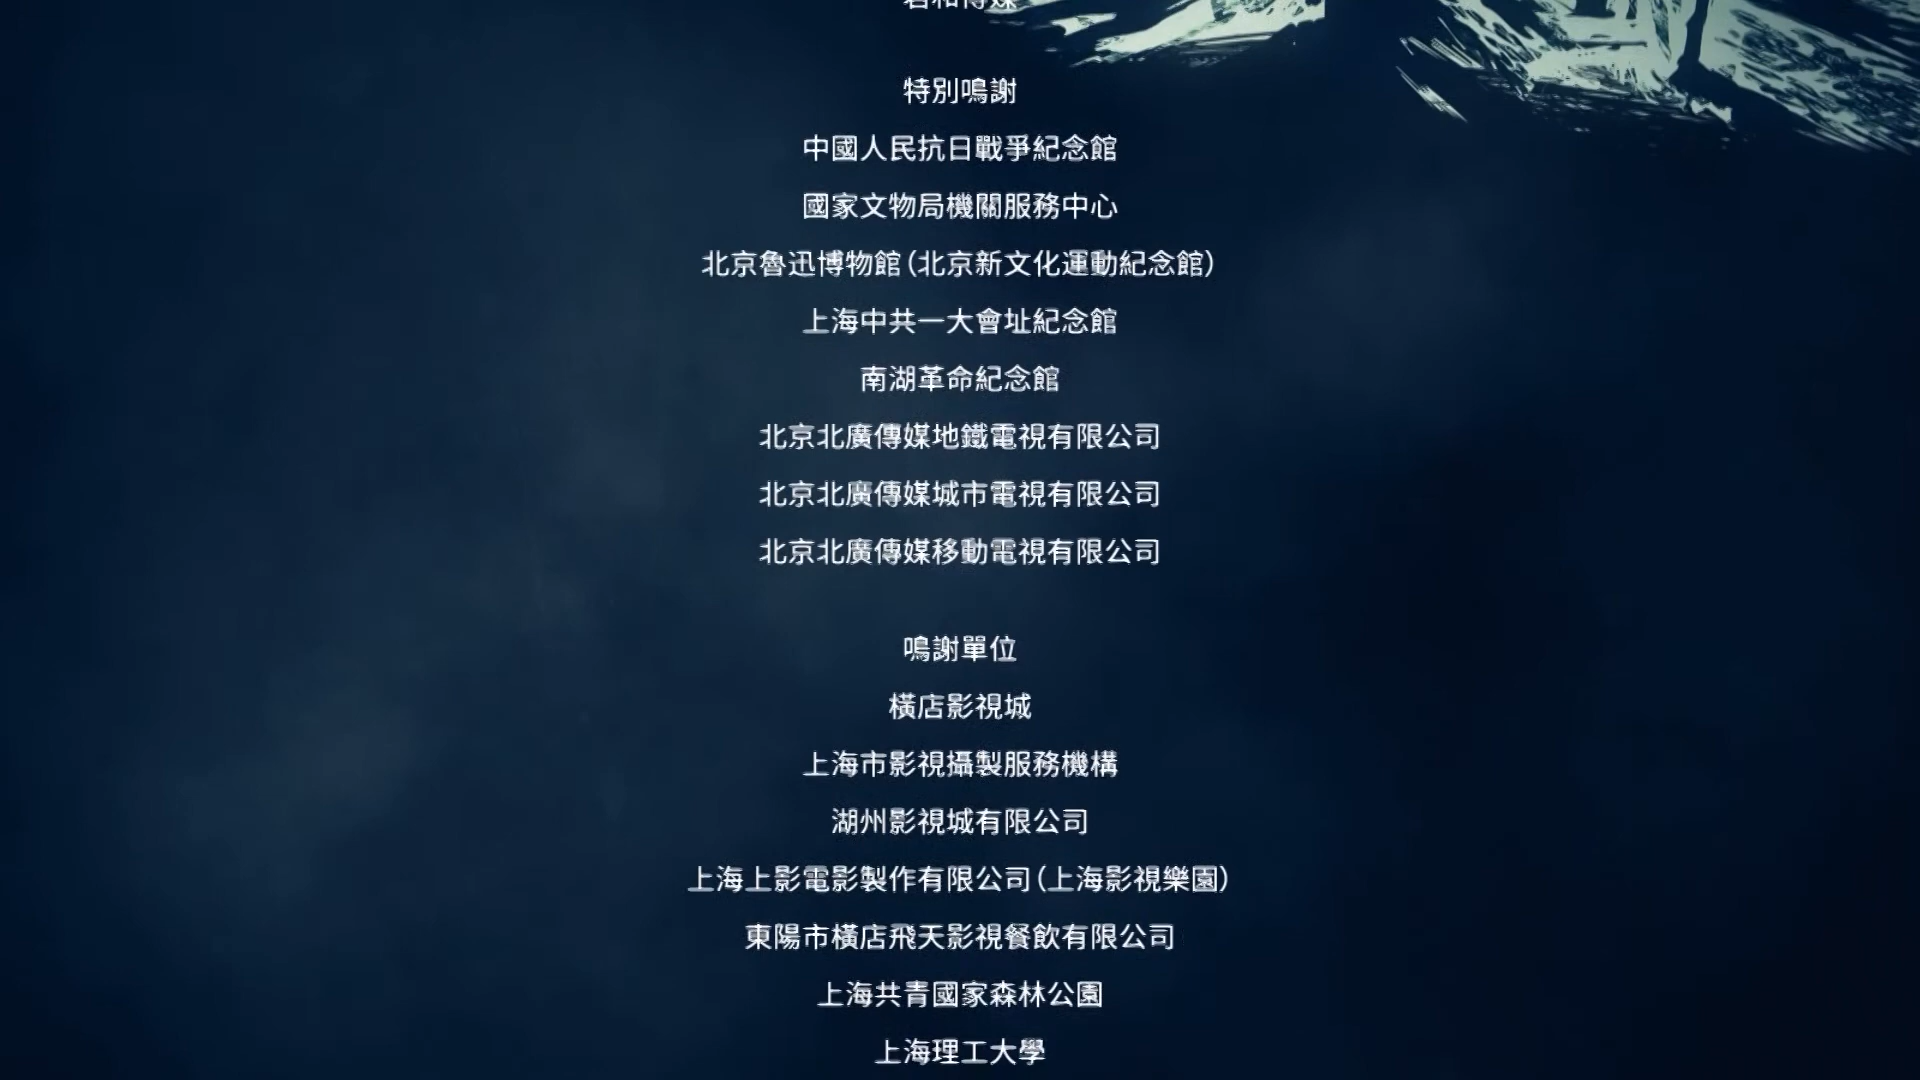 特別鳴謝
中國人民抗日戰爭紀念館
國家文物局機關服務中心
北京魯迅博物館(北京新文化運動紀念館)
上海中共一大會址紀念館
南湖革命紀念館
北京北廣傳媒地鐵電視有限公司
北京北廣傳媒城市電視有限公司
北京北廣傳媒移動電視有限公司
鳴謝單位
橫店影視城
上海市影視攝製服務機構
湖州影視城有限公司
上海上影電影製作有限公司(上海影視樂園)
東陽市橫店飛天影視餐飲有限公司
上海共青國家森林公園
上海理工大學